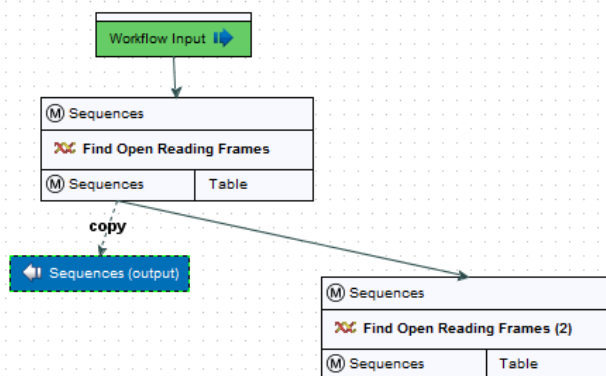 Workflow Input
M Sequences
Find Open Reading Frames
M Sequences Table
copy
Sequences (output)
M Sequences
Find Open Reading Frames (2)
M Sequences Table